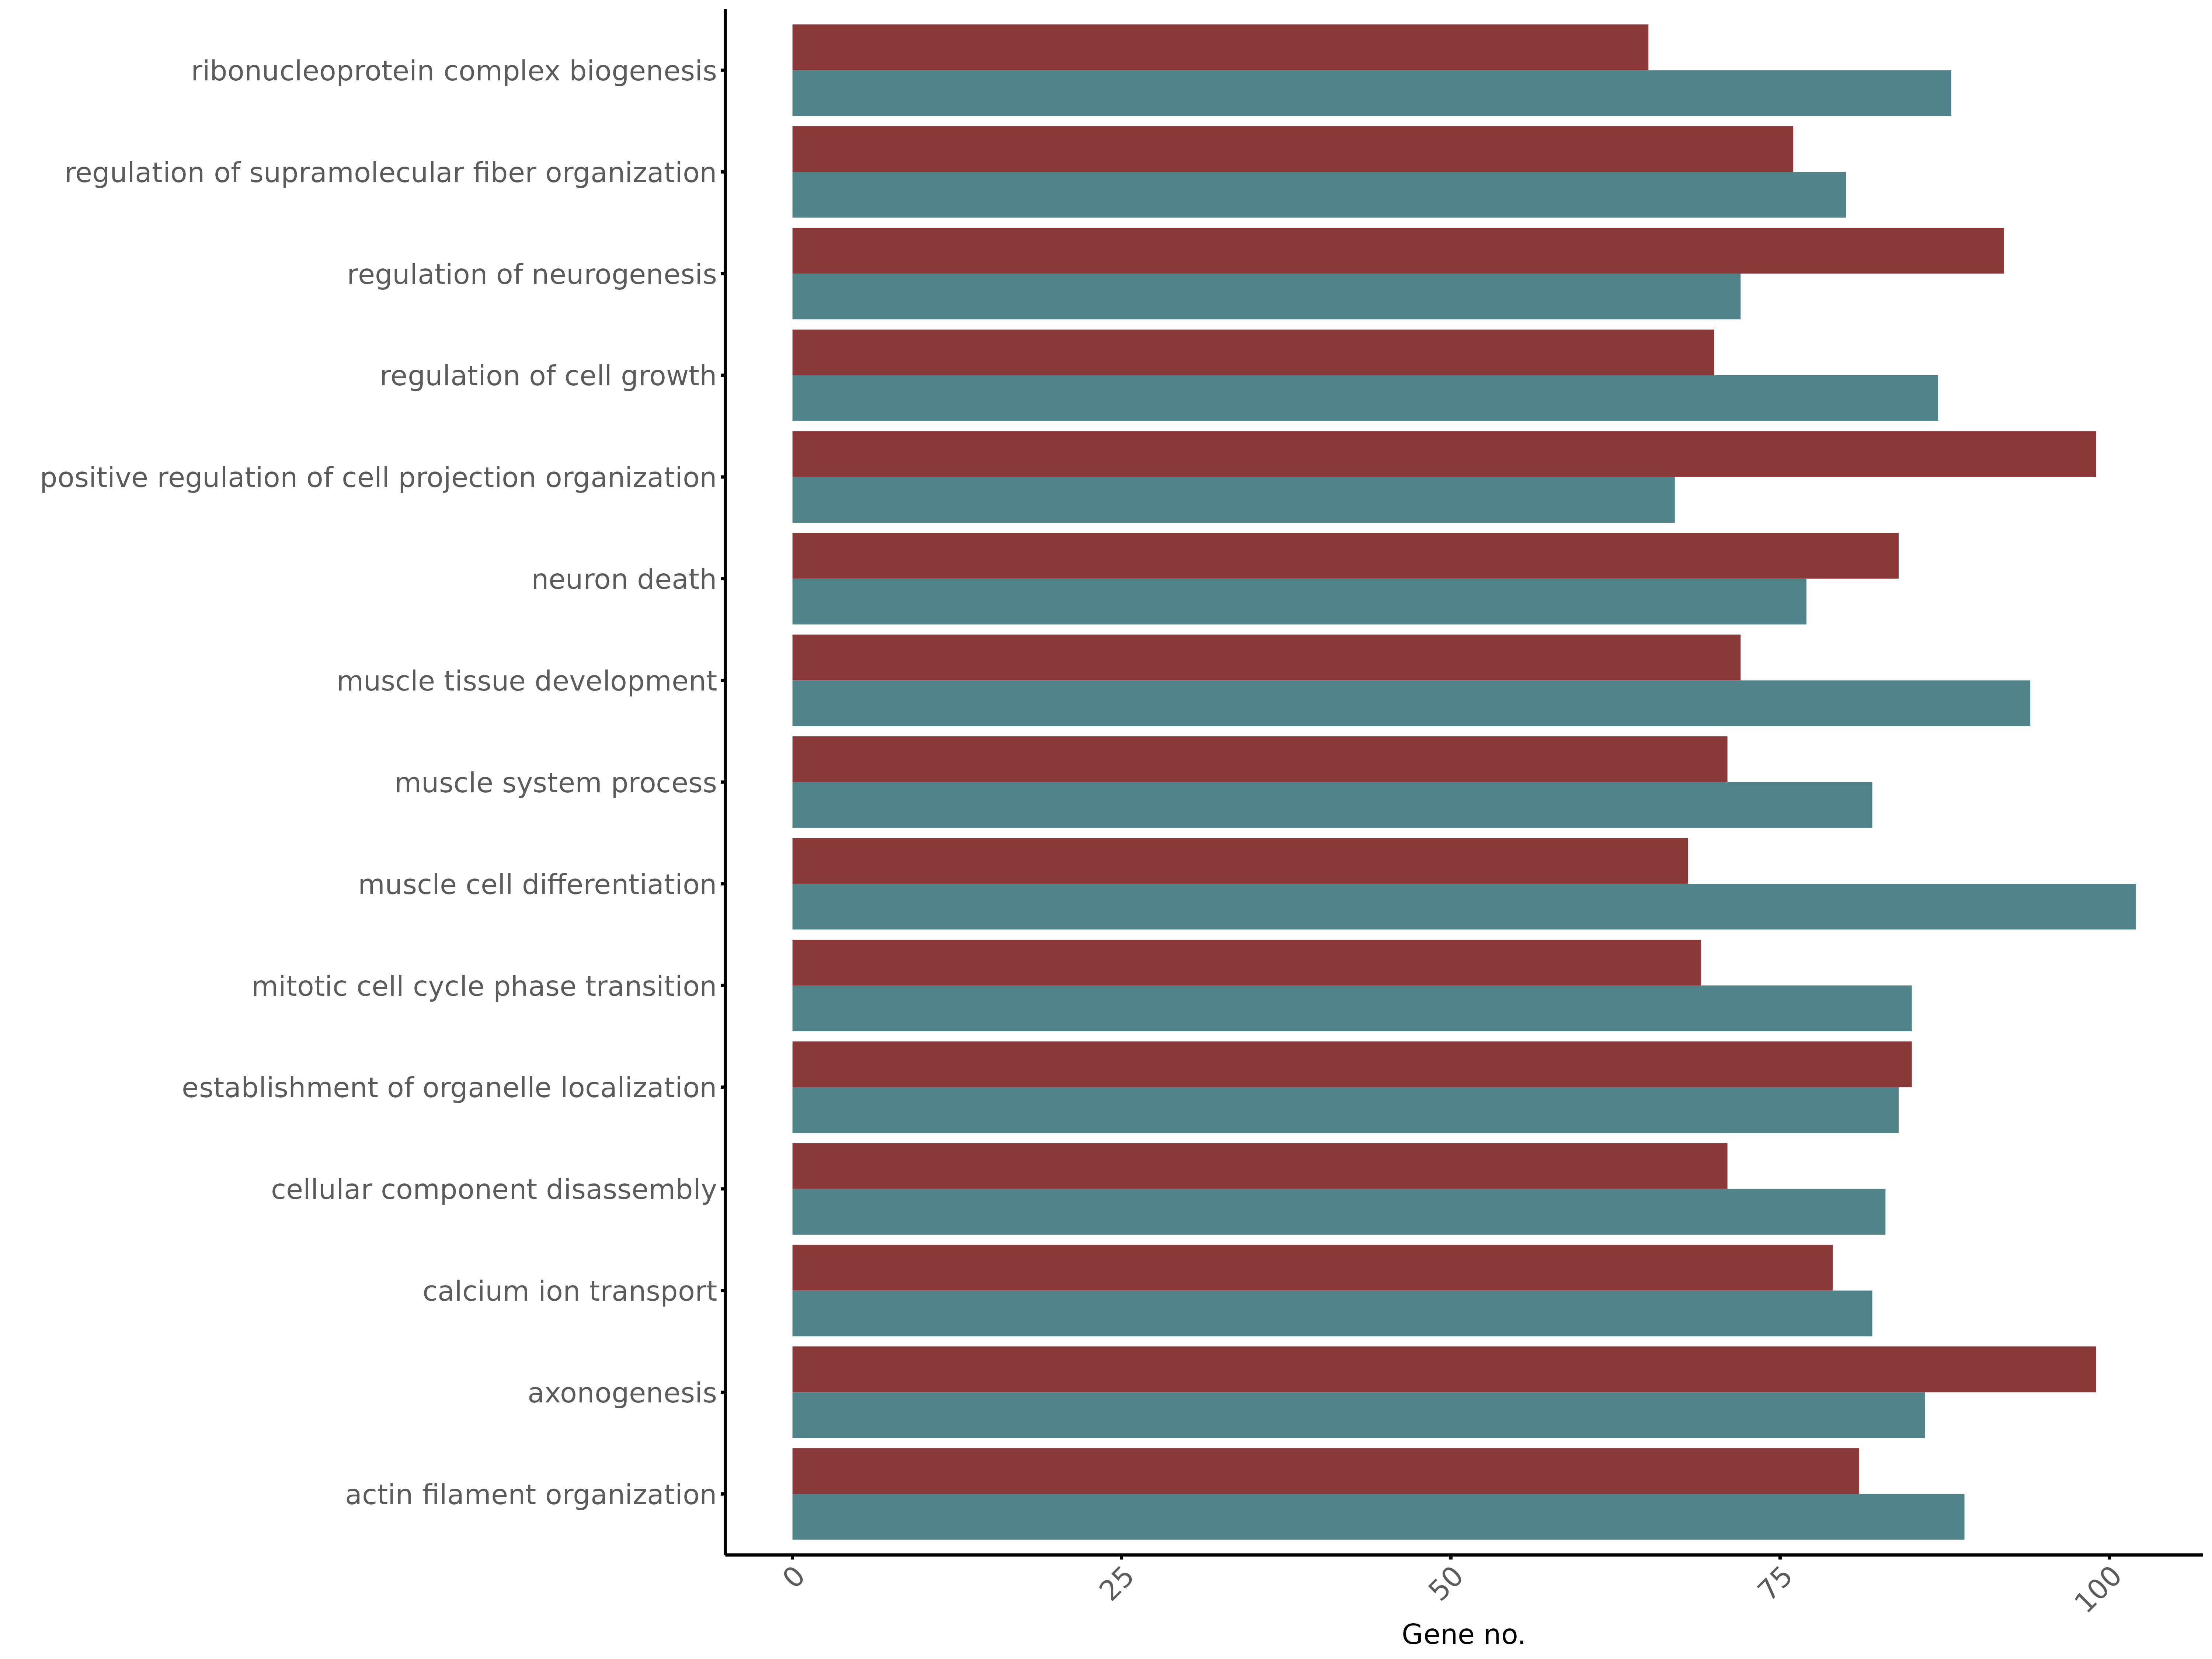 ribonucleoprotein complex biogenesis
regulation of supramolecular fiber organization
regulation of neurogenesis
regulation of cell growth
positive regulation of cell projection organization
neuron death
muscle tissue development
muscle system process
muscle cell differentiation
mitotic cell cycle phase transition
establishment of organelle localization
cellular component disassembly
calcium ion transport
axonogenesis
actin filament organization
0 25 50 75 100
Gene no.